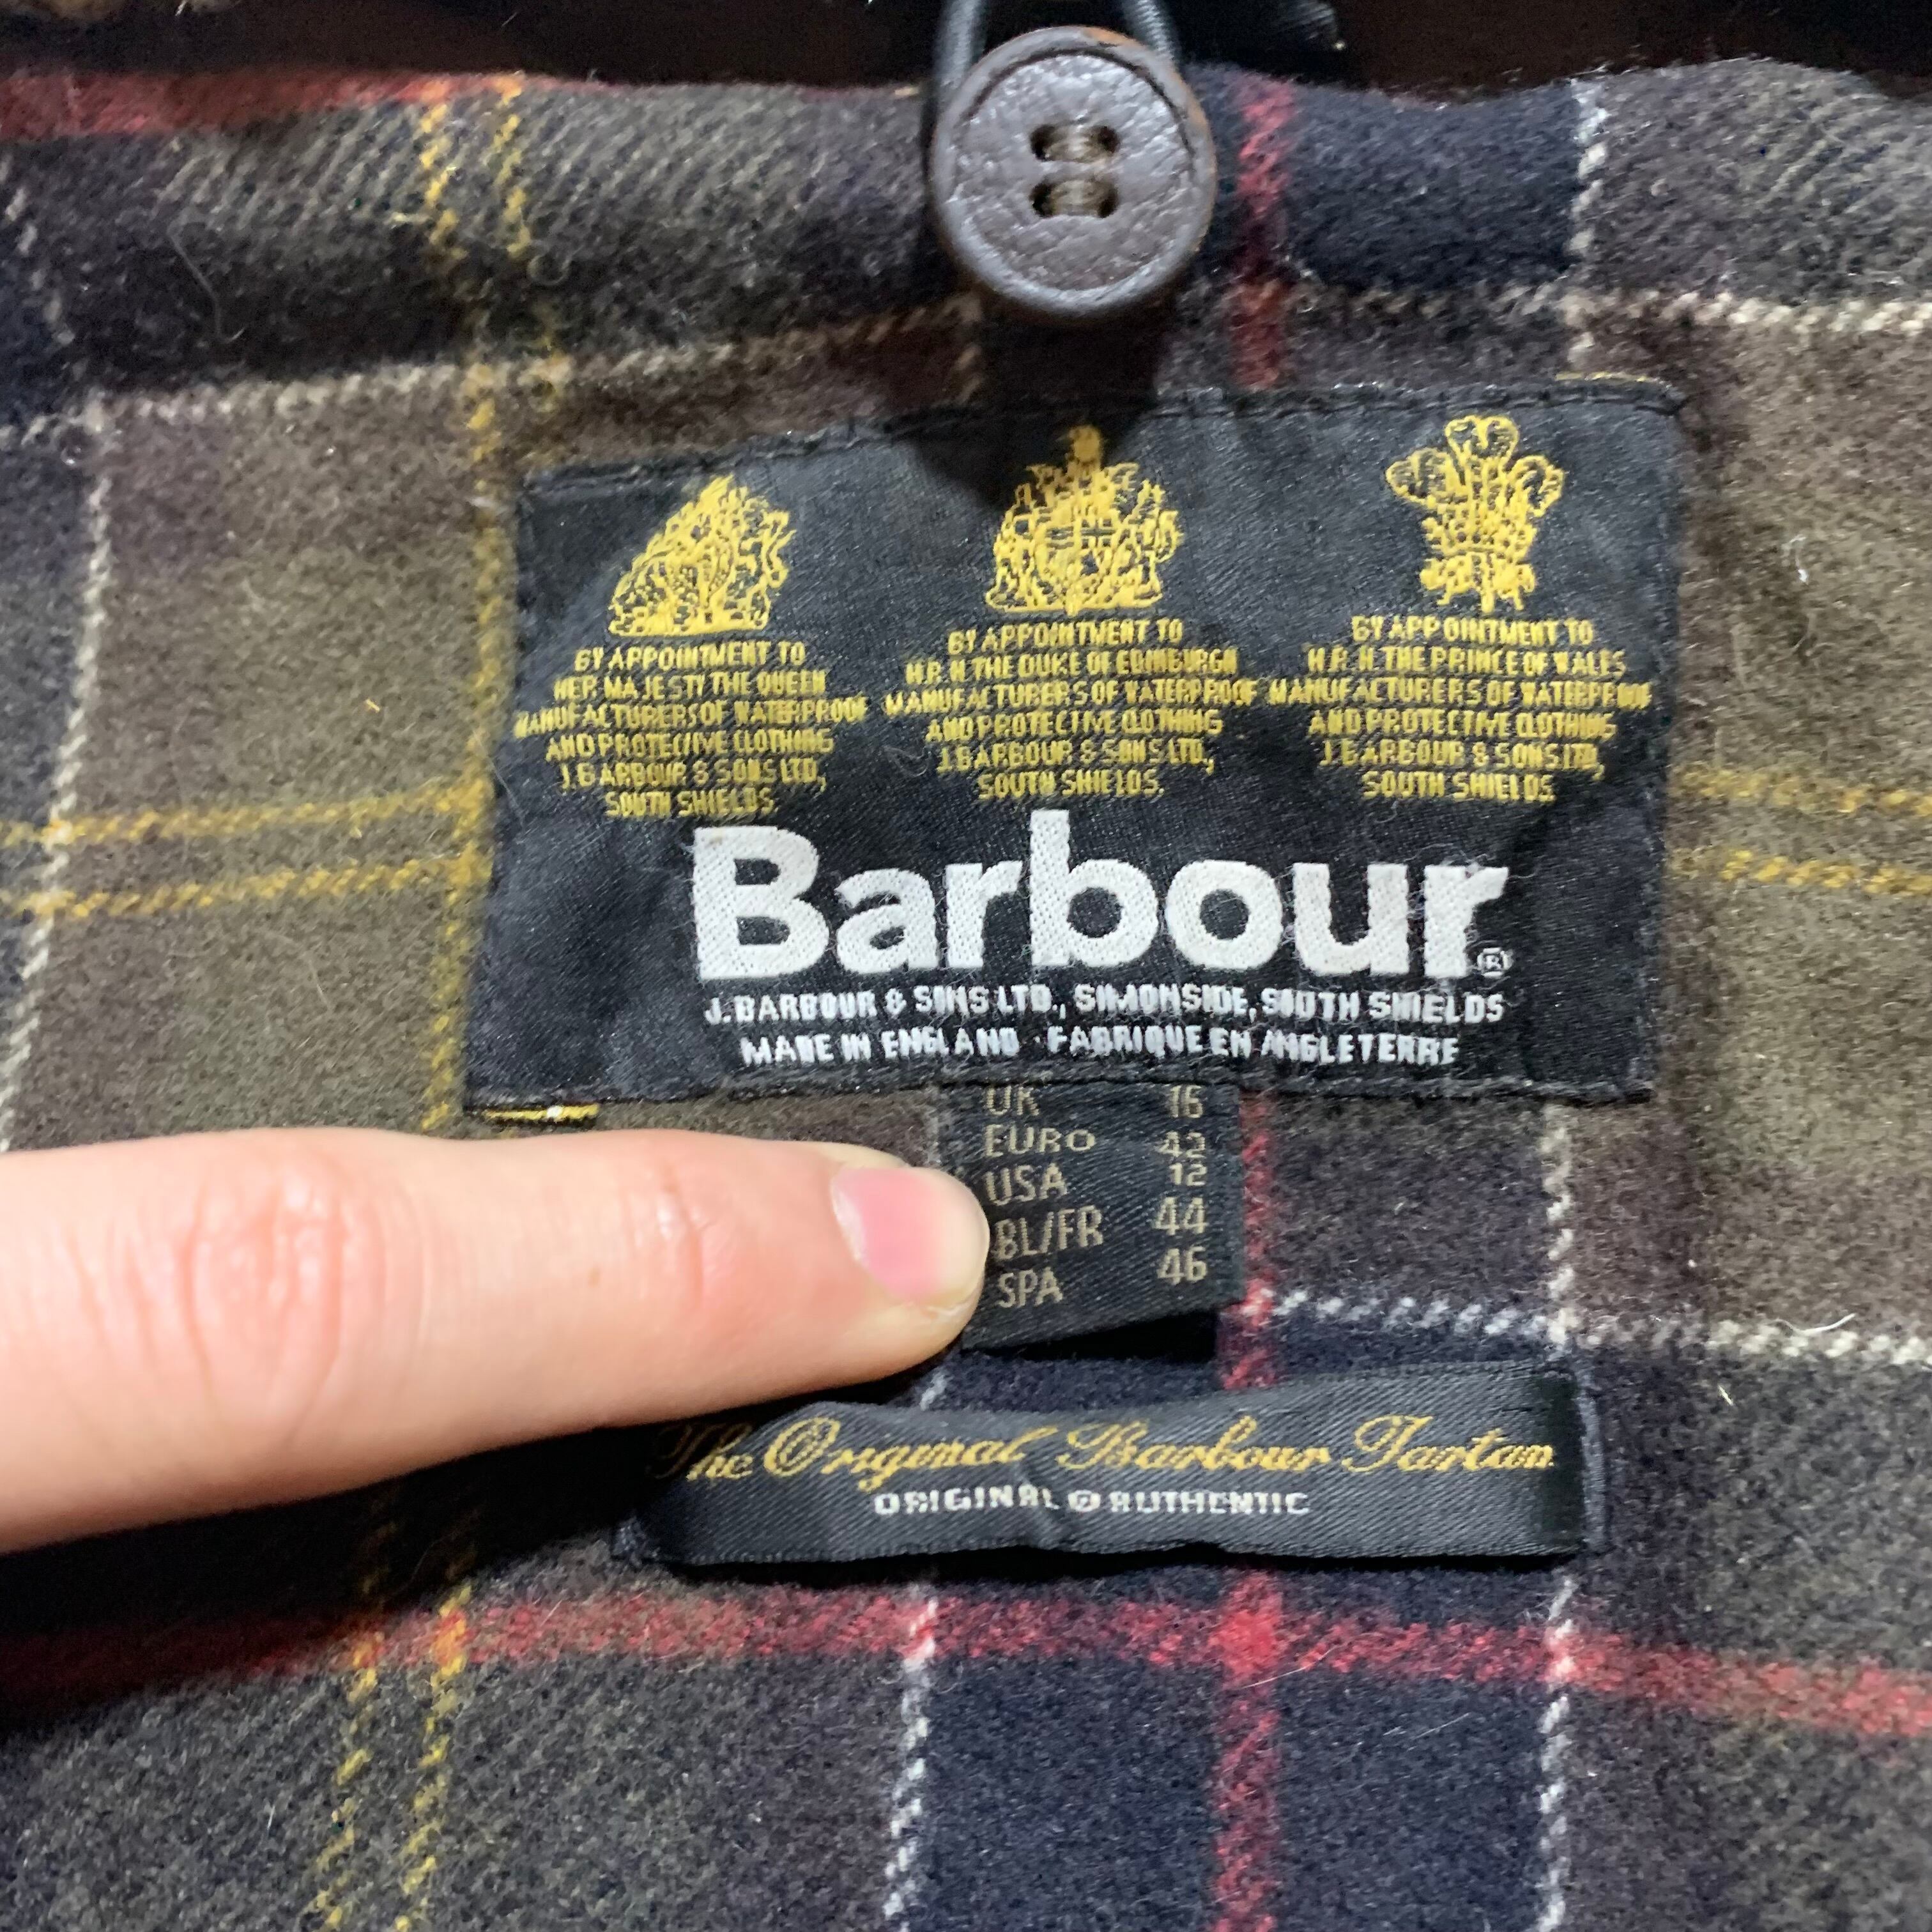 BY APPOINTMENT TO
HER MAJESTY THE QUEEN
MANUFACTURERS OF WATERPROOF
AND PROTECTIVE CLOTHING
J. BARBOUR & SONS LTD,
SOUTH SHIELDS.
BY APPOINTMENT TO
H.R.H. THE DUKE OF EDINBURGH
MANUFACTURERS OF WATERPROOF
AND PROTECTIVE CLOTHING
J. BARBOUR & SONS LTD,
SOUTH SHIELDS.
BY APPOINTMENT TO
H.R.H. THE PRINCE OF WALES
MANUFACTURERS OF WATERPROOF
AND PROTECTIVE CLOTHING
J. BARBOUR & SONS LTD,
SOUTH SHIELDS.
Barbour®
J. BARBOUR & SONS LTD., SIMONSIDE, SOUTH SHIELDS
MADE IN ENGLAND · FABRIQUE EN ANGLETERRE
UK 16
EURO 42
USA 12
BL/FR 44
SPA 46
The Original Barbour Tartan
ORIGINAL & AUTHENTIC